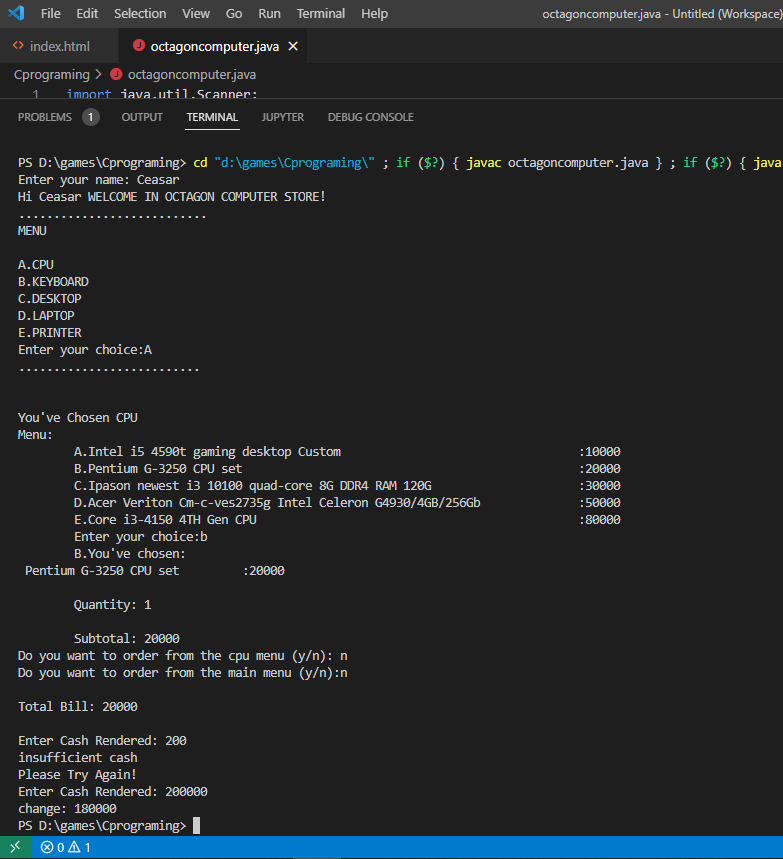 File Edit Selection View Go Run Terminal Help octagoncomputer.java - Untitled (Workspace)
index.html octagoncomputer.java
Cprograming > octagoncomputer.java
1 import java.util.Scanner;
PROBLEMS 1 OUTPUT TERMINAL JUPYTER DEBUG CONSOLE
PS D:\games\Cprograming> cd "d:\games\Cprograming\" ; if ($?) { javac octagoncomputer.java } ; if ($?) { java
Enter your name: Ceasar
Hi Ceasar WELCOME IN OCTAGON COMPUTER STORE!
...........................
MENU
A.CPU
B.KEYBOARD
C.DESKTOP
D.LAPTOP
E.PRINTER
Enter your choice:A
..........................
You've Chosen CPU
Menu:
A.Intel i5 4590t gaming desktop Custom :10000
B.Pentium G-3250 CPU set :20000
C.Ipason newest i3 10100 quad-core 8G DDR4 RAM 120G :30000
D.Acer Veriton Cm-c-ves2735g Intel Celeron G4930/4GB/256Gb :50000
E.Core i3-4150 4TH Gen CPU :80000
Enter your choice:b
B.You've chosen:
Pentium G-3250 CPU set :20000
Quantity: 1
Subtotal: 20000
Do you want to order from the cpu menu (y/n): n
Do you want to order from the main menu (y/n):n
Total Bill: 20000
Enter Cash Rendered: 200
insufficient cash
Please Try Again!
Enter Cash Rendered: 200000
change: 180000
PS D:\games\Cprograming>
0 1